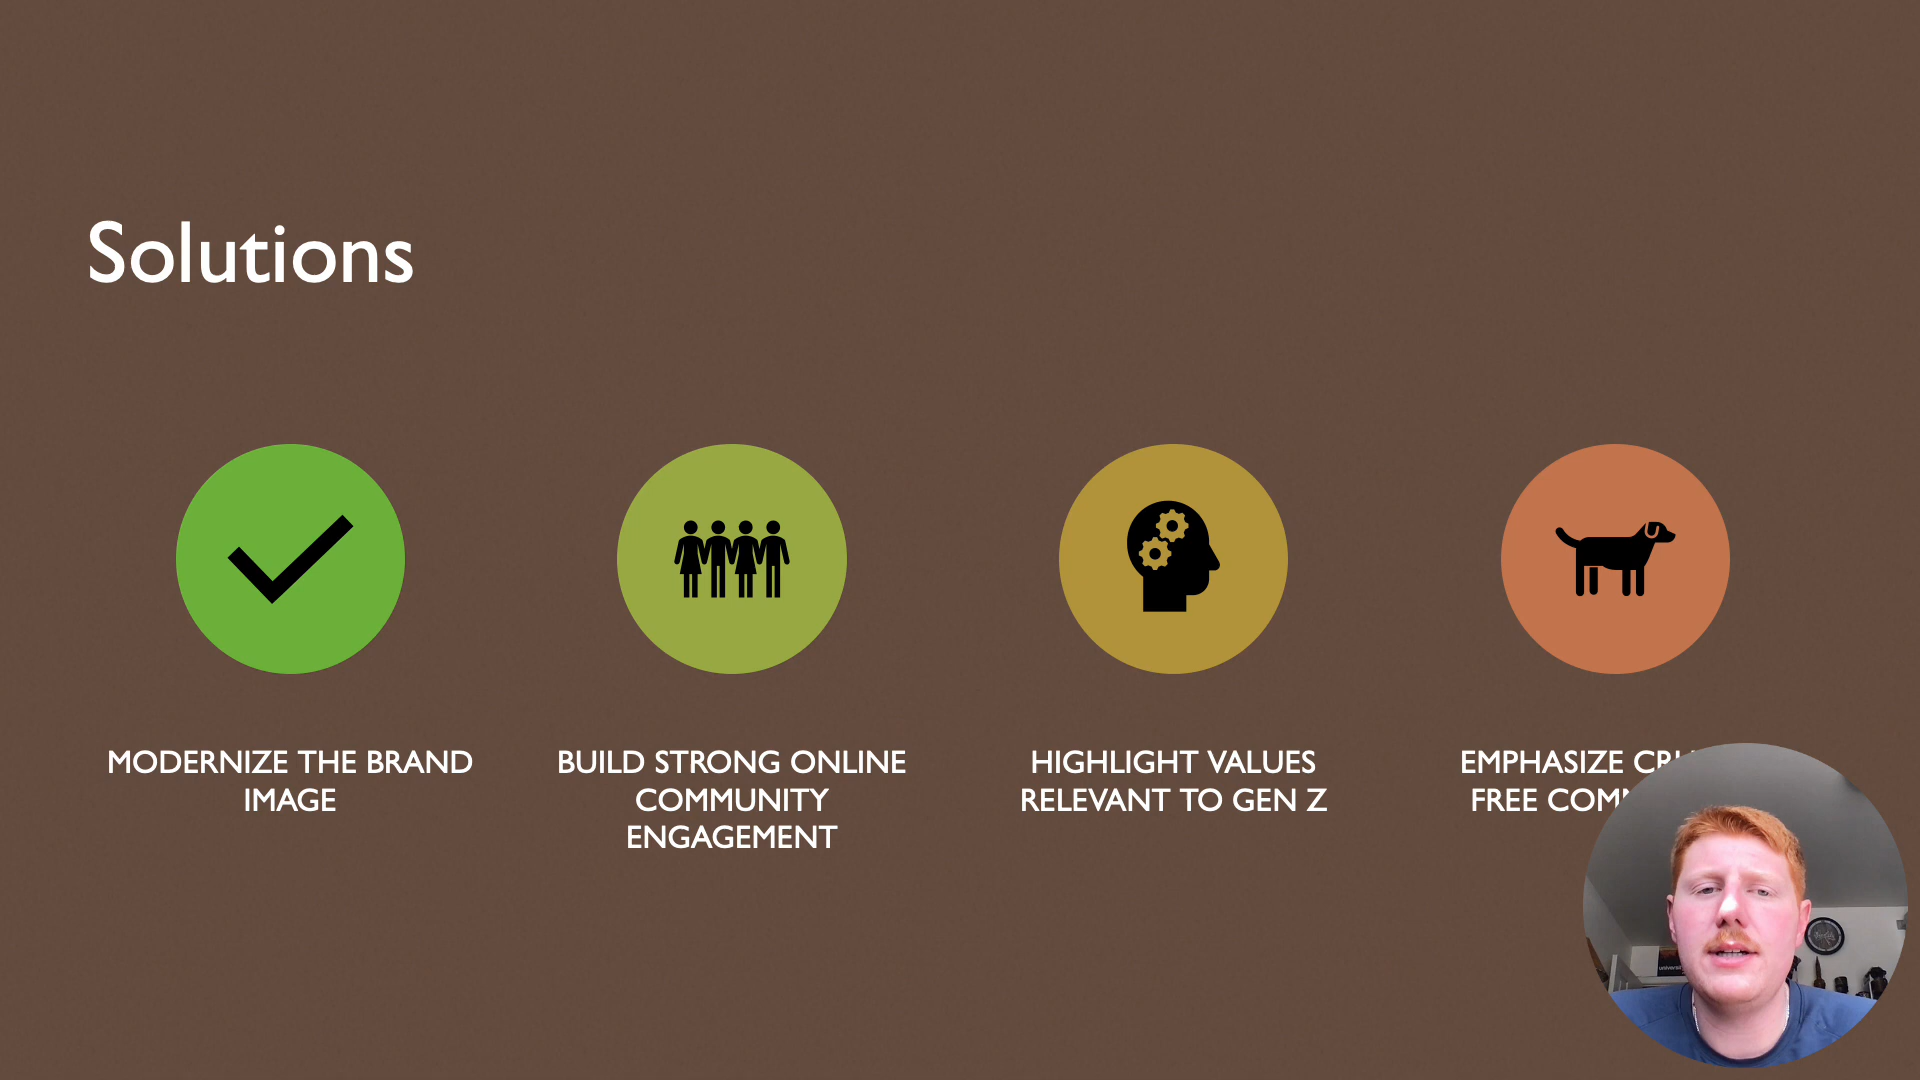 Solutions
MODERNIZE THE BRAND
IMAGE
BUILD STRONG ONLINE
COMMUNITY
ENGAGEMENT
HIGHLIGHT VALUES
RELEVANT TO GEN Z
EMPHASIZE
FREE